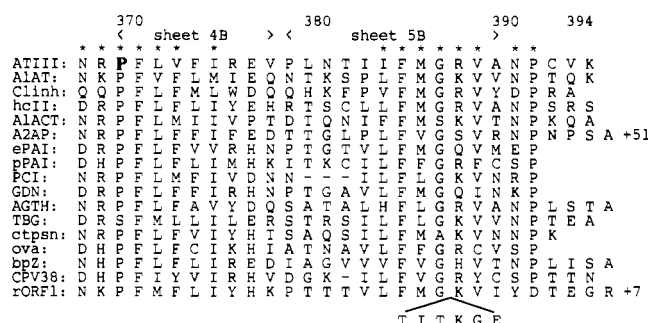 370 380 390 394
< sheet 4B > < sheet 5B >
* * * * * * * * * * * * * *
ATIII: N R P F L V F I R E V P L N T I I F M G R V A N P C V K
A1AT: N K P F V F L M I E Q N T K S P L F M G K V V N P T Q K
C1inh: Q Q P F L F M L W D Q Q H K F P V F M G R V Y D P R A
hcII: D R P F L F L I Y E H R T S C L L F M G R V A N P S R S
A1ACT: N R P F L M I I V P T D I Q N I F F M S K V T N P K Q A
A2AP: N R P F L F F I F E D T T G L P L F V G S V R N P N P S A +51
ePAI: D R P F L F V V R H N P T G T V L F M G Q V M E P
pPAI: D H P F L F L I M H K I T K C I L F F G R F C S P
PCI: N R P F L M F I V D N N - - - I L F L G K V N R P
GDN: D R P F L F F I R H N P T G A V L F M G Q I N K P
AGTH: N R P F L F A V Y D Q S A T A L H F L G R V A N P L S T A
TBG: D R S F M L L I L E R S T R S I L F L G K V V N P T E A
ctpsn: N R P F L F V I Y H T S A Q S I L F M A K V N N P K
ova: D H P F L F C I K H I A T N A V L F F G R C V S P
bpZ: N H P F L F L I R E D I A G V V V F V G H V T N P L I S A
CPV38: D H P F I Y V I R H V D G K - I L F V G R Y C S P T T N
rORF1: N K P F M F L I Y H K P T T T V L F M G K V I Y D T E G R +7
T I T K G E